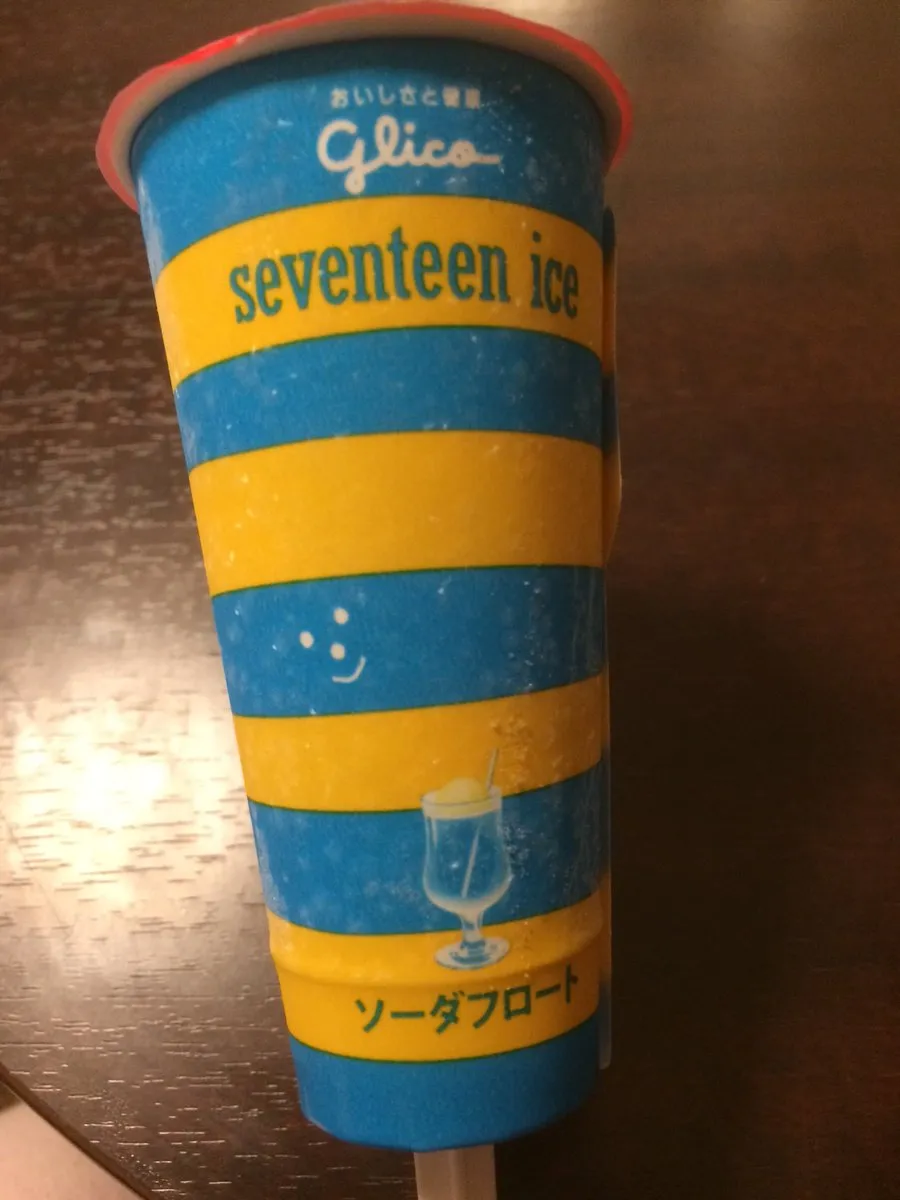 おいしさと健康
Glico
seventeen ice
ソーダフロート